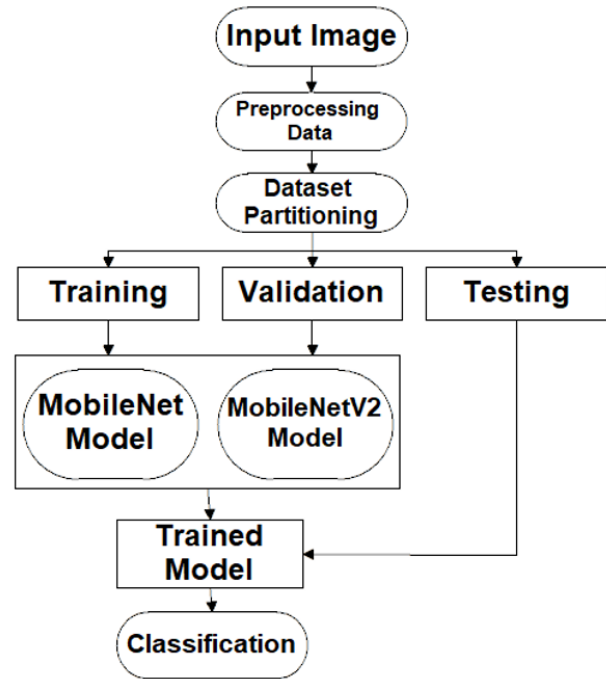 Input Image
Preprocessing
Data
Dataset
Partitioning
Training
Validation
Testing
MobileNet
Model
MobileNetV2
Model
Trained
Model
Classification